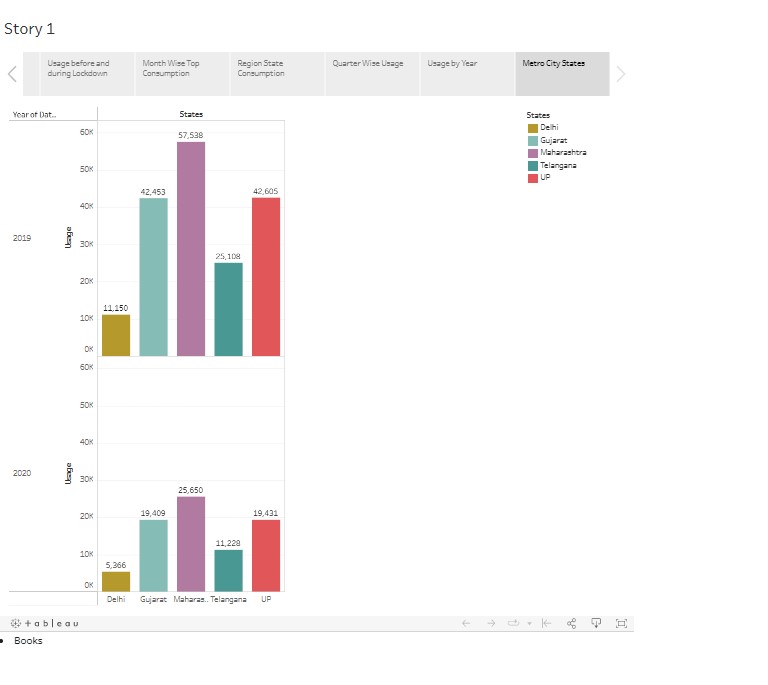 Story 1
Usage before and
during Lockdown
Month Wise Top
Consumption
Region State
Consumption
Quarter Wise Usage
Usage by Year
Metro City States
Year of Dat..
States
60K
50K
40K
30K
20K
10K
0K
Usage
2019
11,150
42,453
57,538
25,108
42,605
60K
50K
40K
30K
20K
10K
0K
Usage
2020
5,366
19,409
25,650
11,228
19,431
Delhi
Gujarat
Maharas..
Telangana
UP
States
Delhi
Gujarat
Maharashtra
Telangana
UP
+ a b | e a u
Books